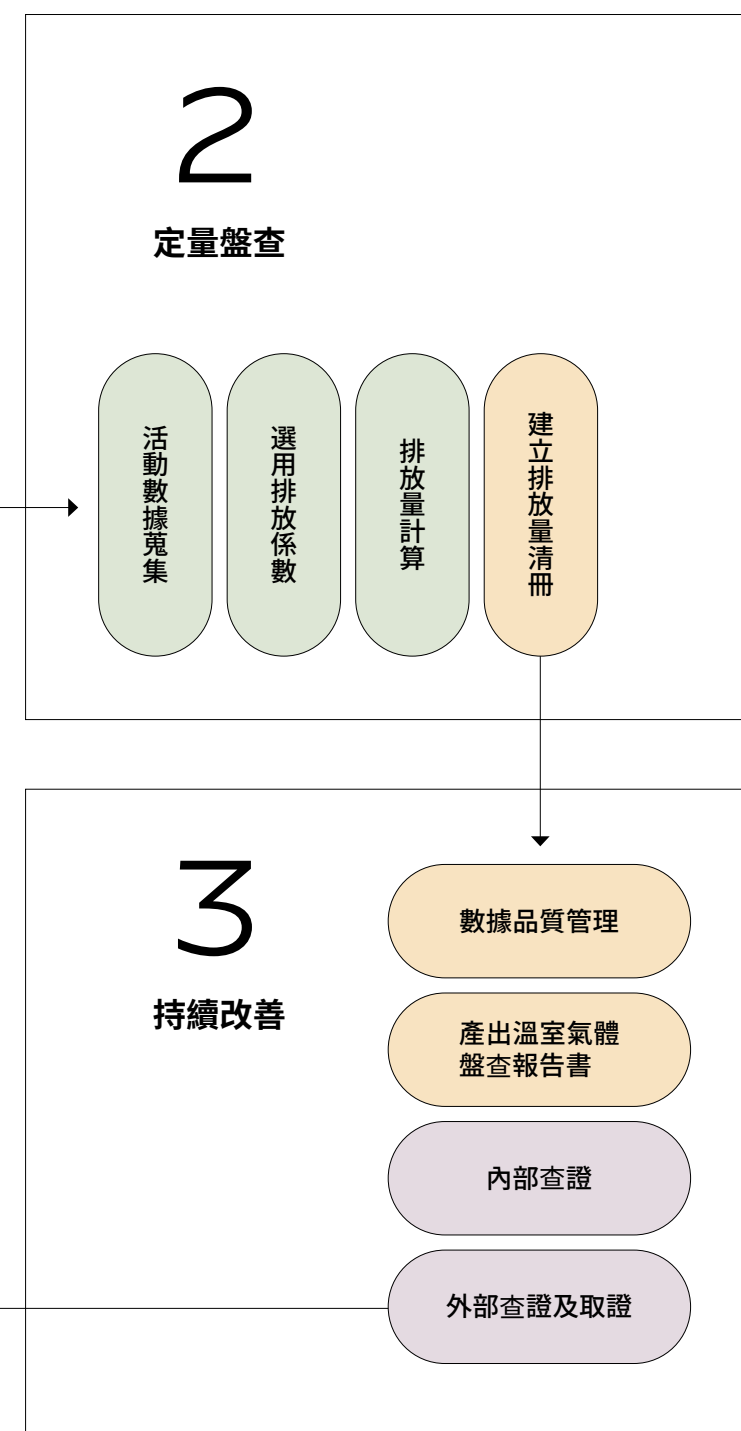 2
定量盤查
活動數據蒐集
選用排放係數
排放量計算
建立排放量清冊
3
持續改善
數據品質管理
產出溫室氣體
盤查報告書
內部查證
外部查證及取證